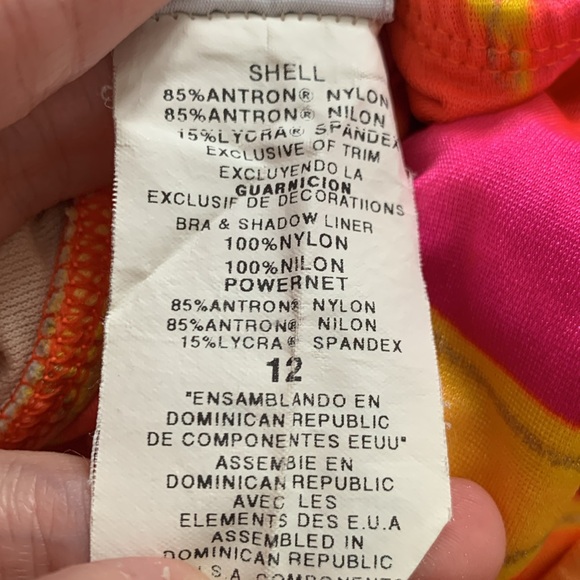 SHELL
85%ANTRON® NYLON
85%ANTRON® NILON
15%LYCRA® SPANDEX
EXCLUSIVE OF TRIM
EXCLUYENDO LA
GUARNICION
EXCLUSIF DE DECORATIIONS
BRA & SHADOW LINER
100%NYLON
100%NILON
POWERNET
85%ANTRON® NYLON
85%ANTRON® NILON
15%LYCRA® SPANDEX
12
"ENSAMBLANDO EN
DOMINICAN REPUBLIC
DE COMPONENTES EEUU"
ASSEMBIE EN
DOMINICAN REPUBLIC
AVEC LES
ELEMENTS DES E.U.A
ASSEMBLED IN
DOMINICAN REPUBLIC
U.S.A COMPONENTS